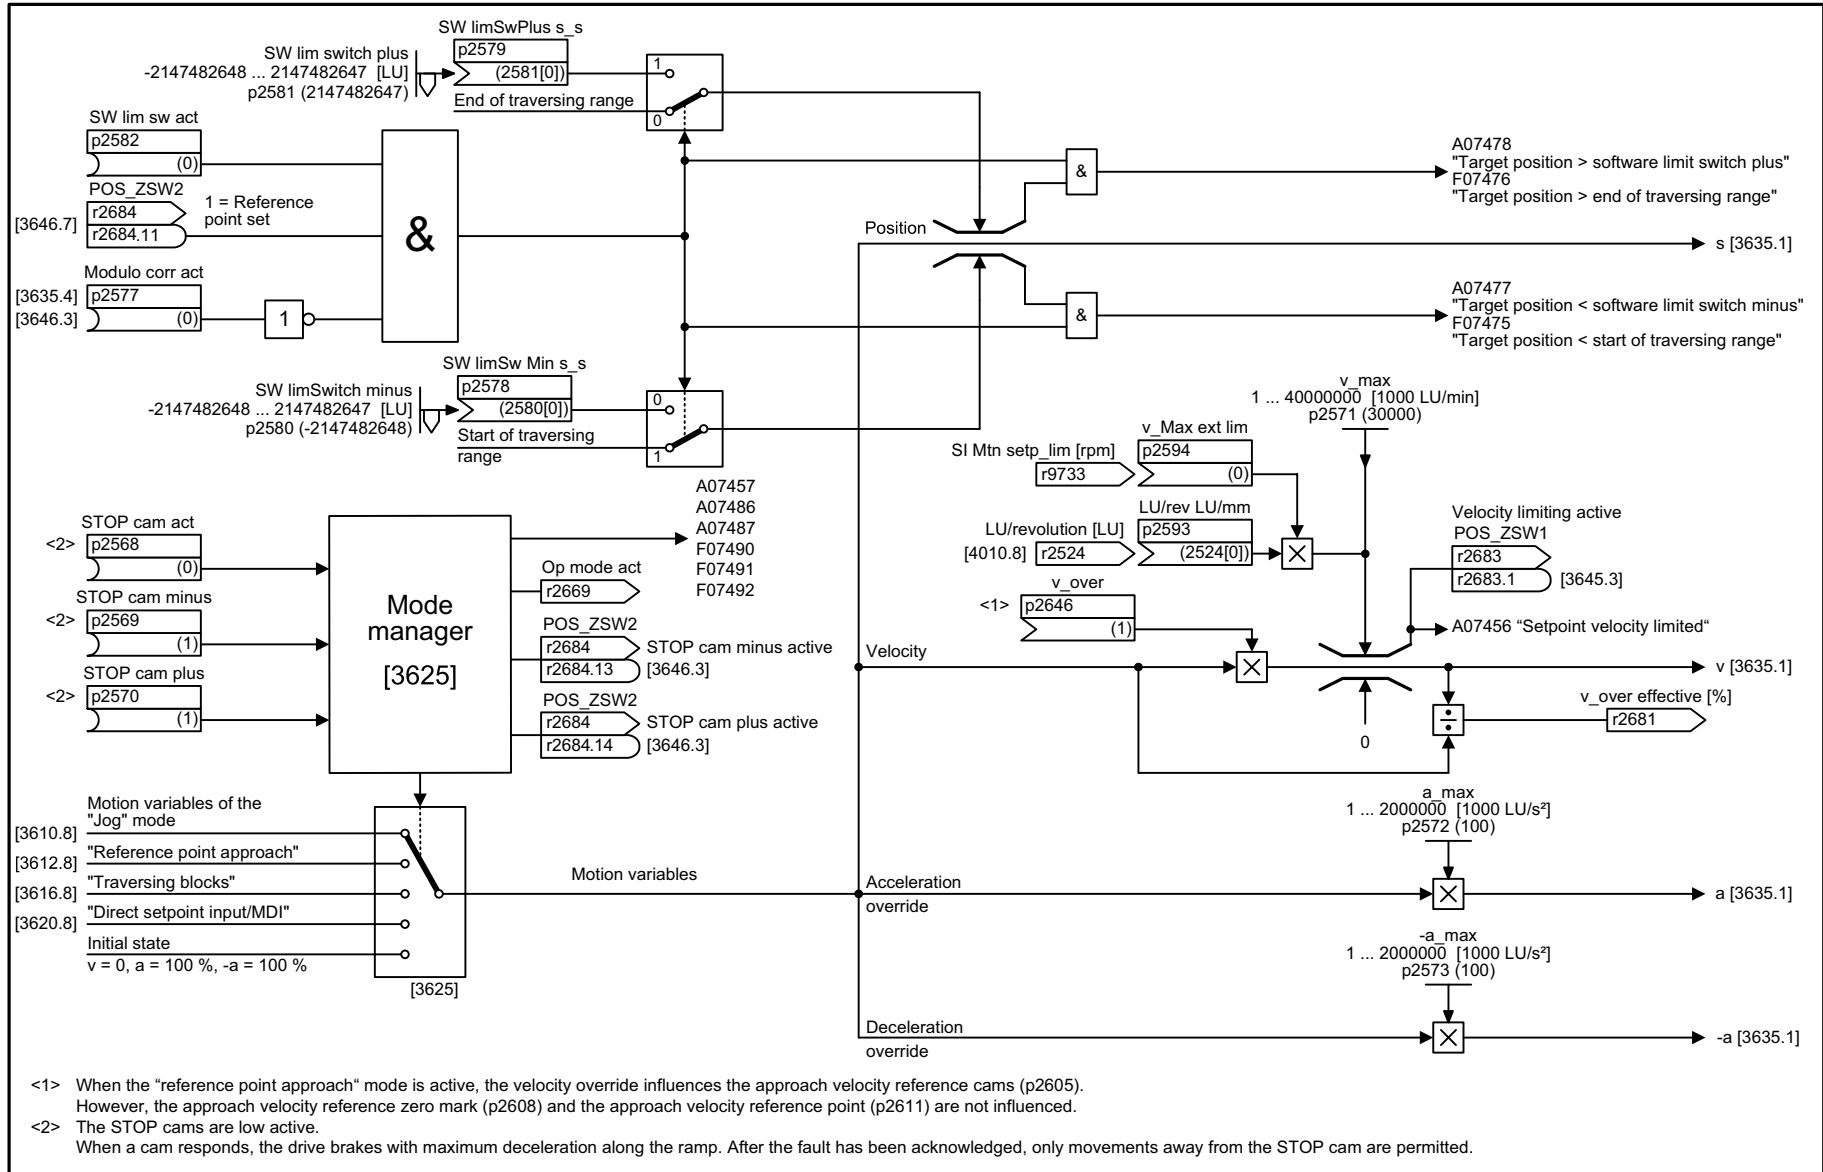 SW limSwPlus s_s
SW lim switch plus
-2147482648 ... 2147482647 [LU]
p2581 (2147482647)
p2579
(2581[0])
End of traversing range
1
0
SW lim sw act
p2582
(0)
POS_ZSW2
[3646.7]
r2684
r2684.11
1 = Reference
point set
Modulo corr act
[3635.4]
[3646.3]
p2577
(0)
1
&
&
A07478
"Target position > software limit switch plus"
F07476
"Target position > end of traversing range"
Position
s [3635.1]
&
A07477
"Target position < software limit switch minus"
F07475
"Target position < start of traversing range"
SW limSw Min s_s
SW limSwitch minus
-2147482648 ... 2147482647 [LU]
p2580 (-2147482648)
p2578
(2580[0])
Start of traversing
range
0
1
v_max
1 ... 40000000 [1000 LU/min]
p2571 (30000)
v_Max ext lim
SI Mtn setp_lim [rpm]
r9733
p2594
(0)
LU/rev LU/mm
LU/revolution [LU]
[4010.8]
r2524
p2593
(2524[0])
v_over
<1>
p2646
(1)
Velocity limiting active
POS_ZSW1
r2683
r2683.1
[3645.3]
A07456 “Setpoint velocity limited“
Velocity
v [3635.1]
0
v_over effective [%]
r2681
STOP cam act
<2>
p2568
(0)
STOP cam minus
<2>
p2569
(1)
STOP cam plus
<2>
p2570
(1)
Mode
manager
[3625]
A07457
A07486
A07487
F07490
F07491
F07492
Op mode act
r2669
POS_ZSW2
r2684
r2684.13
STOP cam minus active
[3646.3]
POS_ZSW2
r2684
r2684.14
STOP cam plus active
[3646.3]
Motion variables of the
"Jog" mode
[3610.8]
"Reference point approach"
[3612.8]
"Traversing blocks"
[3616.8]
"Direct setpoint input/MDI"
[3620.8]
Initial state
v = 0, a = 100 %, -a = 100 %
[3625]
Motion variables
a_max
1 ... 2000000 [1000 LU/s²]
p2572 (100)
Acceleration
override
a [3635.1]
-a_max
1 ... 2000000 [1000 LU/s²]
p2573 (100)
Deceleration
override
-a [3635.1]
<1> When the “reference point approach“ mode is active, the velocity override influences the approach velocity reference cams (p2605).
However, the approach velocity reference zero mark (p2608) and the approach velocity reference point (p2611) are not influenced.
<2> The STOP cams are low active.
When a cam responds, the drive brakes with maximum deceleration along the ramp. After the fault has been acknowledged, only movements away from the STOP cam are permitted.